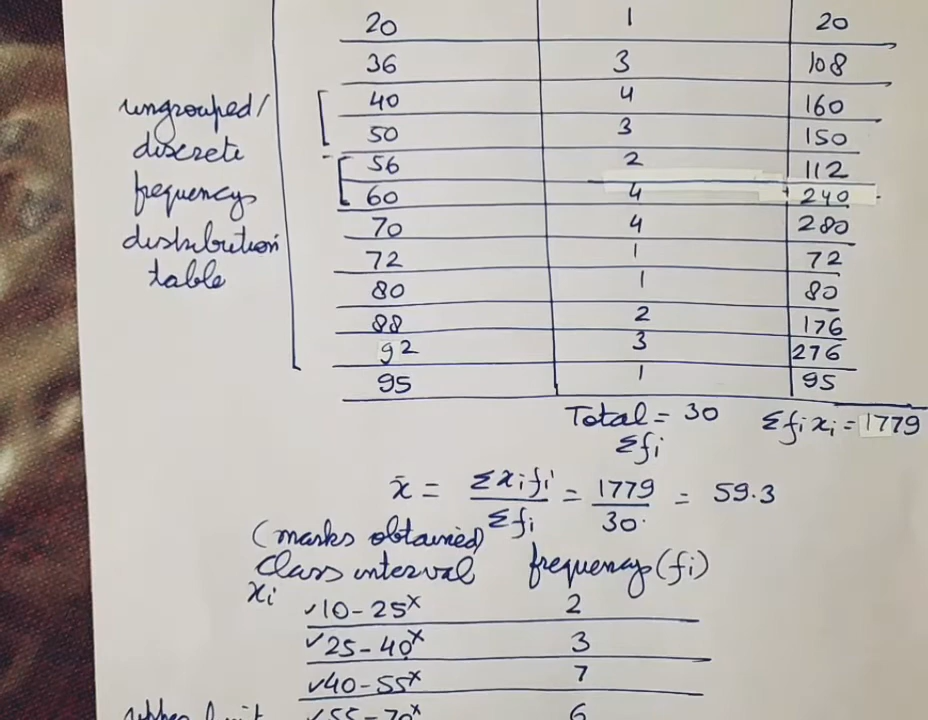 20 1 20
36 3 108
40 4 160
ungrouped/
50 3 150
discrete
56 2 112
frequency
60 4 240
70 4 280
distribution
72 1 72
table
80 1 80
88 2 176
92 3 276
95 1 95
Total = 30 Σfixi = 1779
Σfi
x̄ = Σxifi/Σfi = 1779/30 = 59.3
(marks obtained)
Class interval frequency (fi)
xi
✓10-25× 2
✓25-40× 3
✓40-55× 7
✓55-70× 6